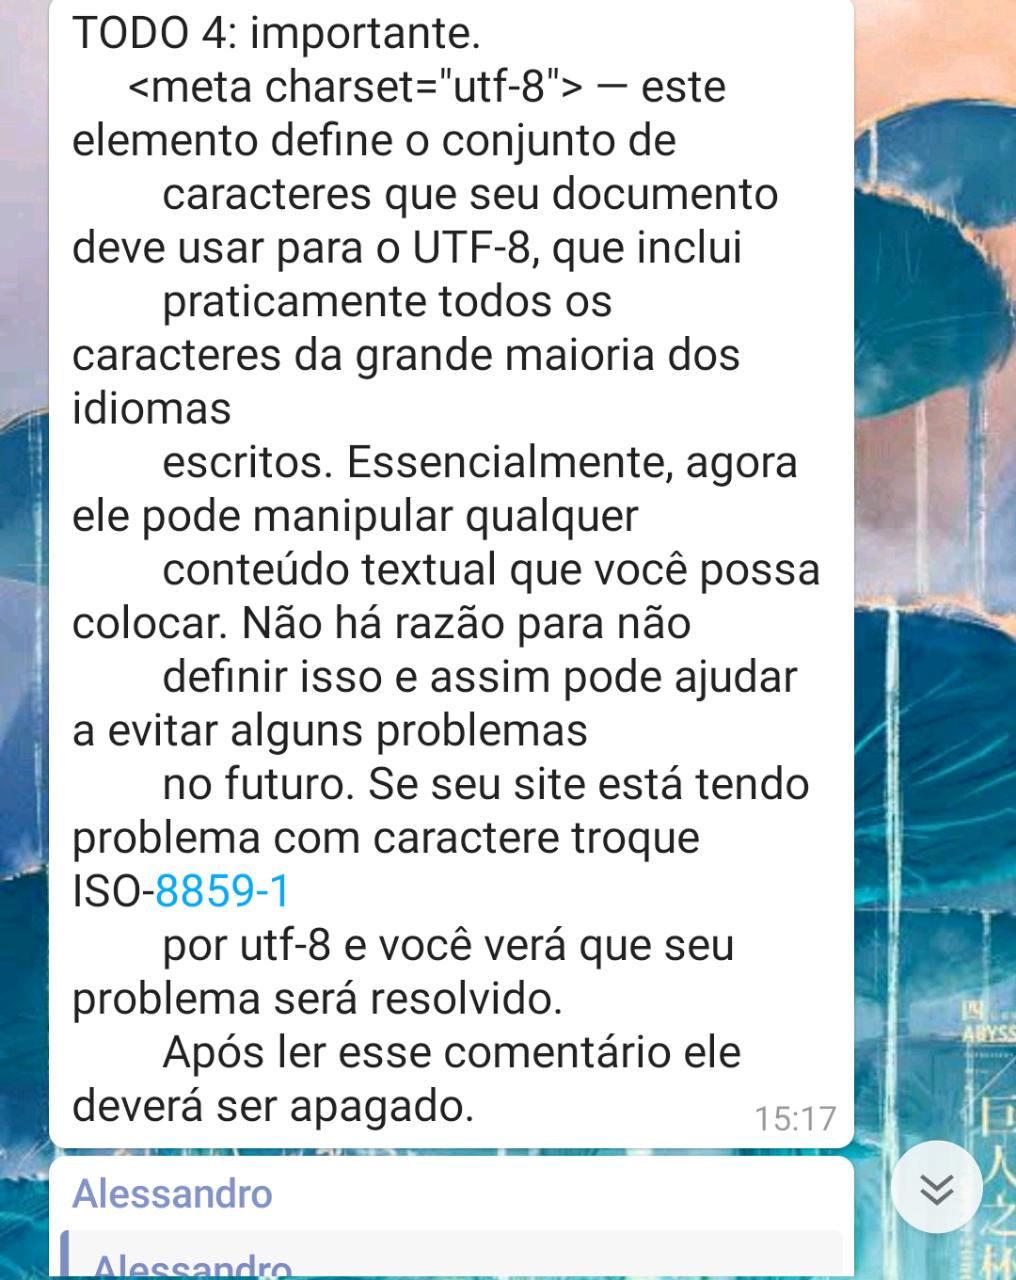 TODO 4: importante.
<meta charset="utf-8"> — este
elemento define o conjunto de
caracteres que seu documento
deve usar para o UTF-8, que inclui
praticamente todos os
caracteres da grande maioria dos
idiomas
escritos. Essencialmente, agora
ele pode manipular qualquer
conteúdo textual que você possa
colocar. Não há razão para não
definir isso e assim pode ajudar
a evitar alguns problemas
no futuro. Se seu site está tendo
problema com caractere troque
ISO-8859-1
por utf-8 e você verá que seu
problema será resolvido.
Após ler esse comentário ele
deverá ser apagado.
15:17
Alessandro
Alessandro
ABYSS
巨
人
之